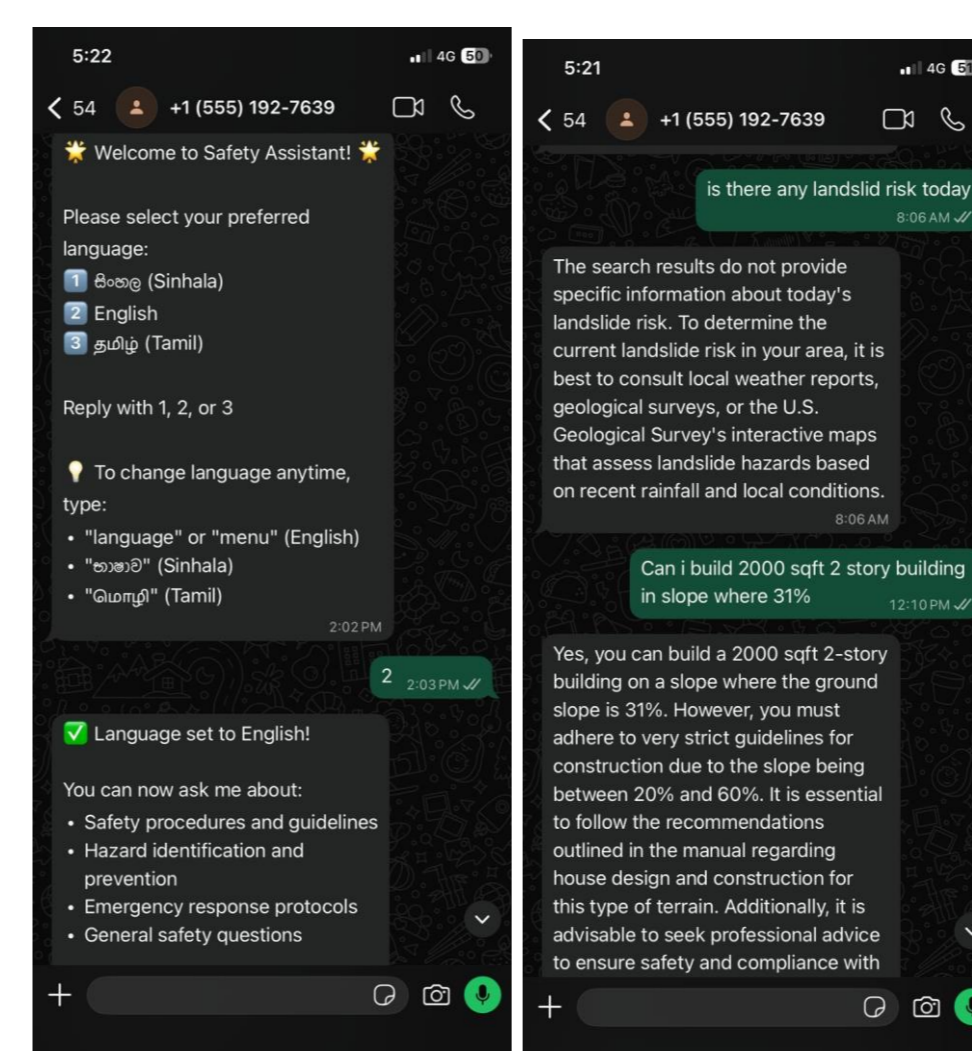 5:22
4G 50
54
+1 (555) 192-7639
🌟 Welcome to Safety Assistant! 🌟
Please select your preferred
language:
1 සිංහල (Sinhala)
2 English
3 தமிழ் (Tamil)
Reply with 1, 2, or 3
💡 To change language anytime,
type:
• "language" or "menu" (English)
• "භාෂාව" (Sinhala)
• "மொழி" (Tamil)
2:02 PM
2
2:03 PM
✅ Language set to English!
You can now ask me about:
• Safety procedures and guidelines
• Hazard identification and
prevention
• Emergency response protocols
• General safety questions
5:21
4G
54
+1 (555) 192-7639
is there any landslid risk today
8:06 AM
The search results do not provide
specific information about today's
landslide risk. To determine the
current landslide risk in your area, it is
best to consult local weather reports,
geological surveys, or the U.S.
Geological Survey's interactive maps
that assess landslide hazards based
on recent rainfall and local conditions.
8:06 AM
Can i build 2000 sqft 2 story building
in slope where 31%
12:10 PM
Yes, you can build a 2000 sqft 2-story
building on a slope where the ground
slope is 31%. However, you must
adhere to very strict guidelines for
construction due to the slope being
between 20% and 60%. It is essential
to follow the recommendations
outlined in the manual regarding
house design and construction for
this type of terrain. Additionally, it is
advisable to seek professional advice
to ensure safety and compliance with